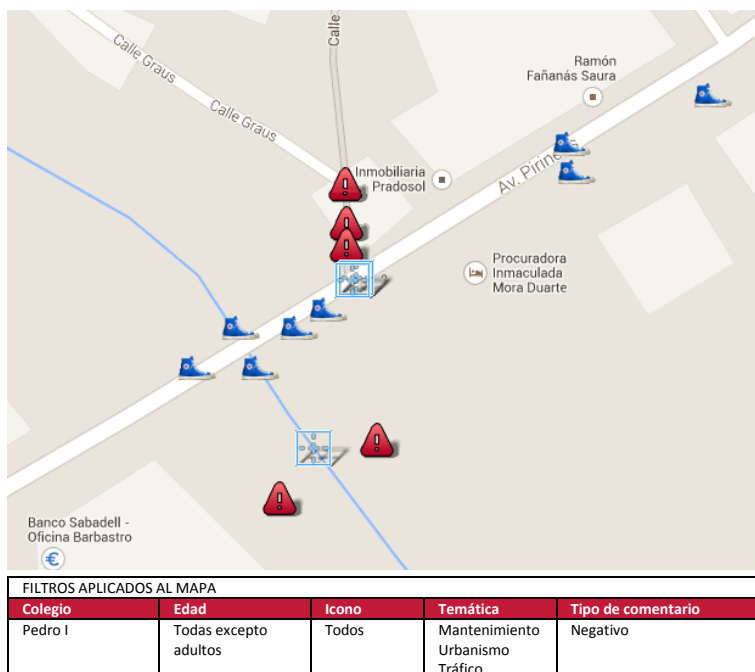 Calle
Calle Graus
Calle Graus
Ramón
Fañanás Saura
Inmobiliaria
Pradosol
Av. Pirineos
Procuradora
Inmaculada
Mora Duarte
Banco Sabadell -
Oficina Barbastro
€
FILTROS APLICADOS AL MAPA
Colegio Edad Icono Temática Tipo de comentario
Pedro I Todas excepto Todos Mantenimiento Negativo
adultos Urbanismo
Tráfico